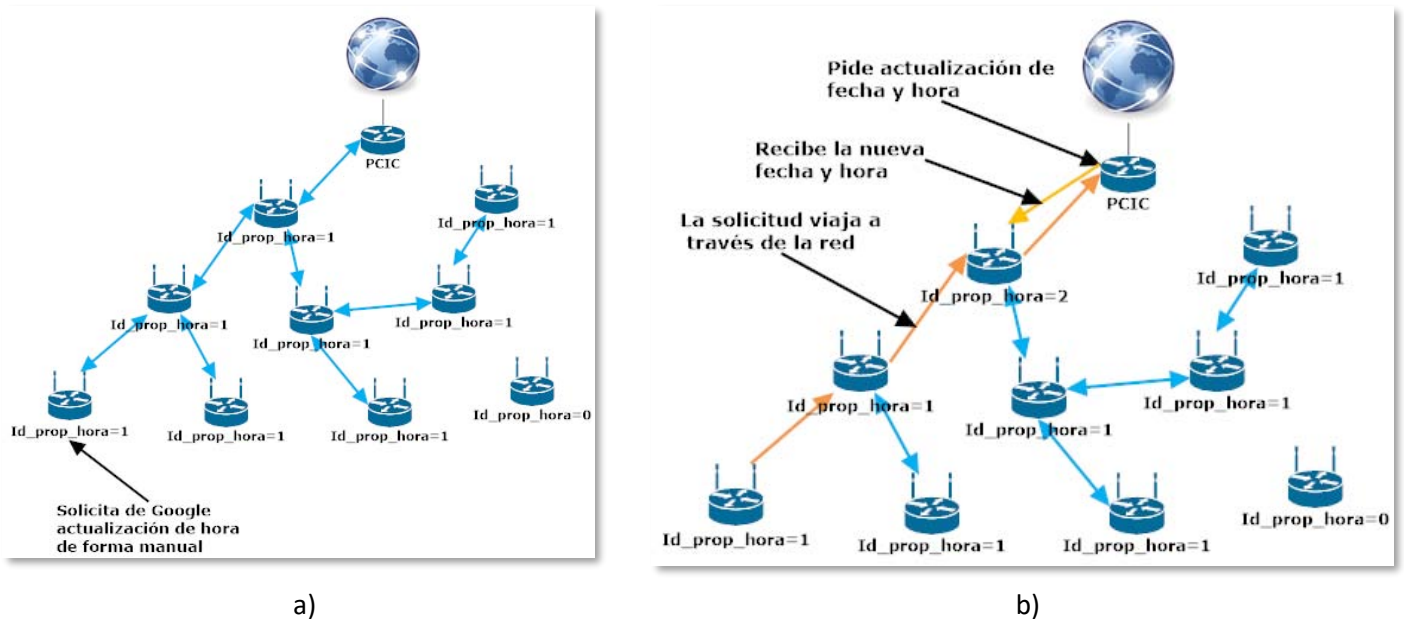 PCIC
Id_prop_hora=1
Id_prop_hora=1
Id_prop_hora=1
Id_prop_hora=1
Id_prop_hora=1
Id_prop_hora=1
Id_prop_hora=1
Id_prop_hora=1
Id_prop_hora=0
Solicita de Google
actualización de hora
de forma manual
a)
Pide actualización de
fecha y hora
Recibe la nueva
fecha y hora
PCIC
La solicitud viaja a
través de la red
Id_prop_hora=1
Id_prop_hora=2
Id_prop_hora=1
Id_prop_hora=1
Id_prop_hora=1
Id_prop_hora=1
Id_prop_hora=1
Id_prop_hora=1
Id_prop_hora=0
b)